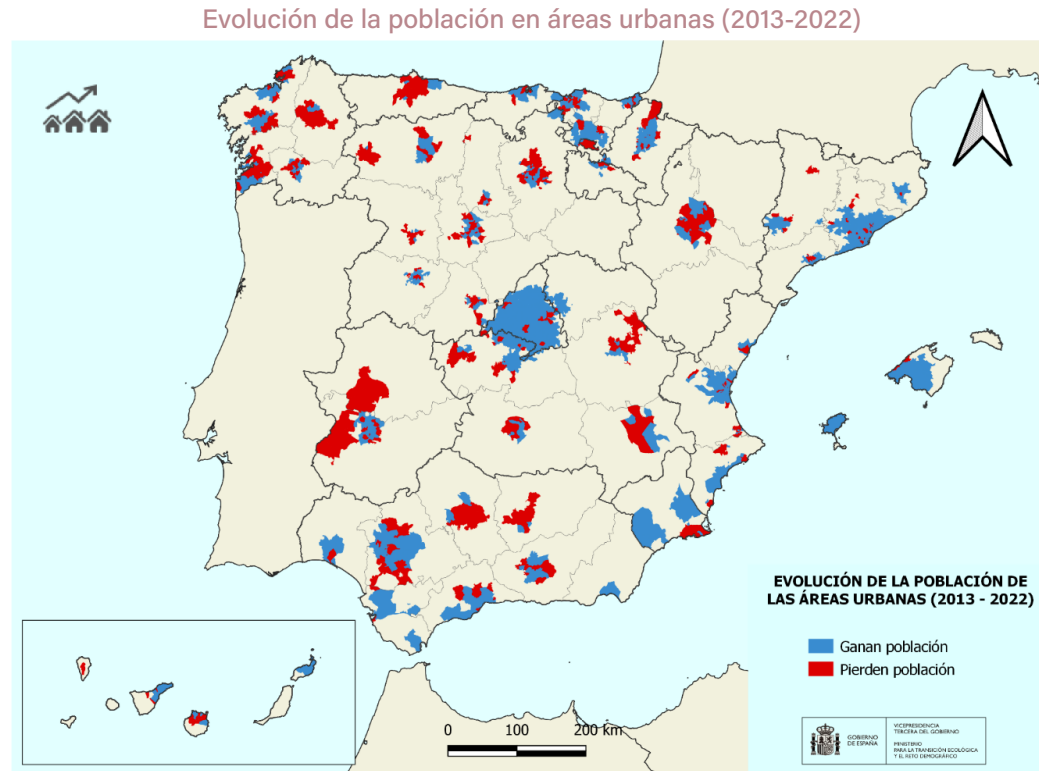 Evolución de la población en áreas urbanas (2013-2022)
EVOLUCIÓN DE LA POBLACIÓN DE
LAS ÁREAS URBANAS (2013 - 2022)
Ganan población
Pierden población
0 100 200 km
GOBIERNO
DE ESPAÑA
VICEPRESIDENCIA
TERCERA DEL GOBIERNO
MINISTERIO
PARA LA TRANSICIÓN ECOLÓGICA
Y EL RETO DEMOGRÁFICO